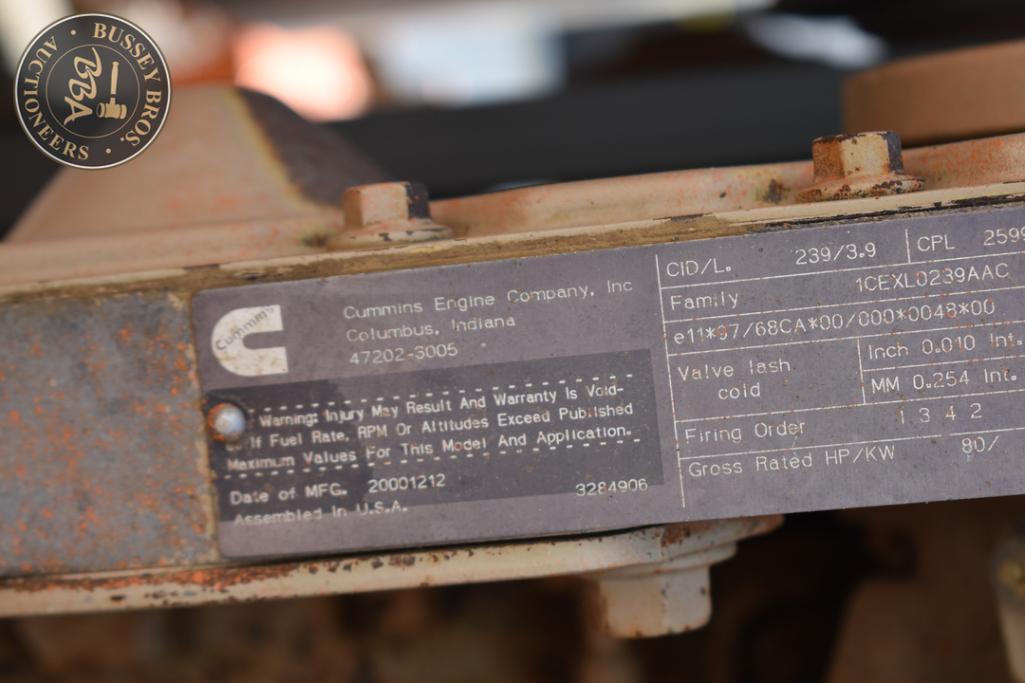 BUSSEY BROS.
BBA
AUCTIONEERS
Cummins
Cummins Engine Company, Inc
Columbus, Indiana
47202-3005
Warning: Injury May Result And Warranty Is Void-
If Fuel Rate, RPM Or Altitudes Exceed Published
Maximum Values For This Model And Application.
Date of MFG. 20001212
3284906
Assembled In U.S.A.
CID/L. 239/3.9 CPL 2599
Family 1CEXL0239AAC
e11*97/68CA*00/000*0048*00
Valve lash
cold
Inch 0.010 Int.
MM 0.254 Int.
Firing Order 1 3 4 2
Gross Rated HP/KW 80/